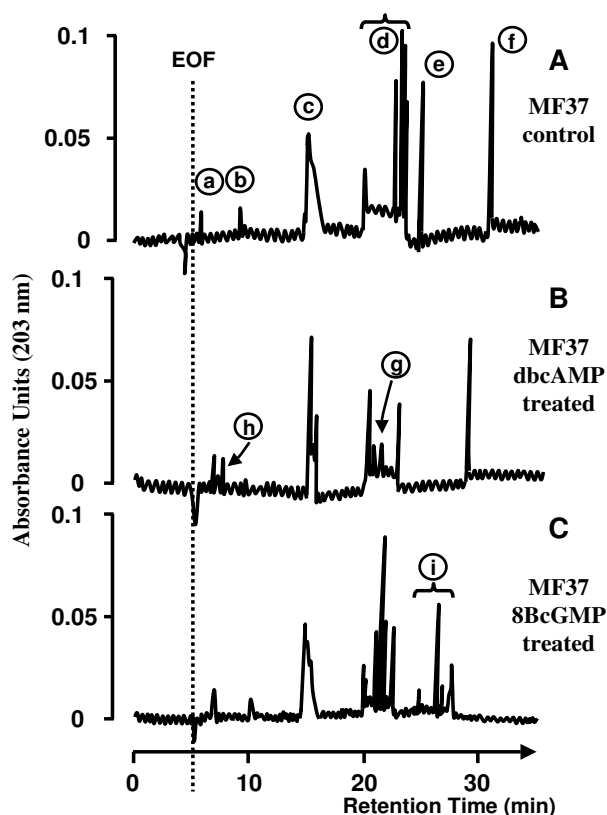 0.1
EOF
d
A
f
e
MF37
control
c
0.05
a
b
0
0.1
B
MF37
dbcAMP
treated
0.05
g
h
0
0.1
C
i
MF37
8BcGMP
treated
0.05
0
Absorbance Units (203 nm)
0
10
20
30
Retention Time (min)